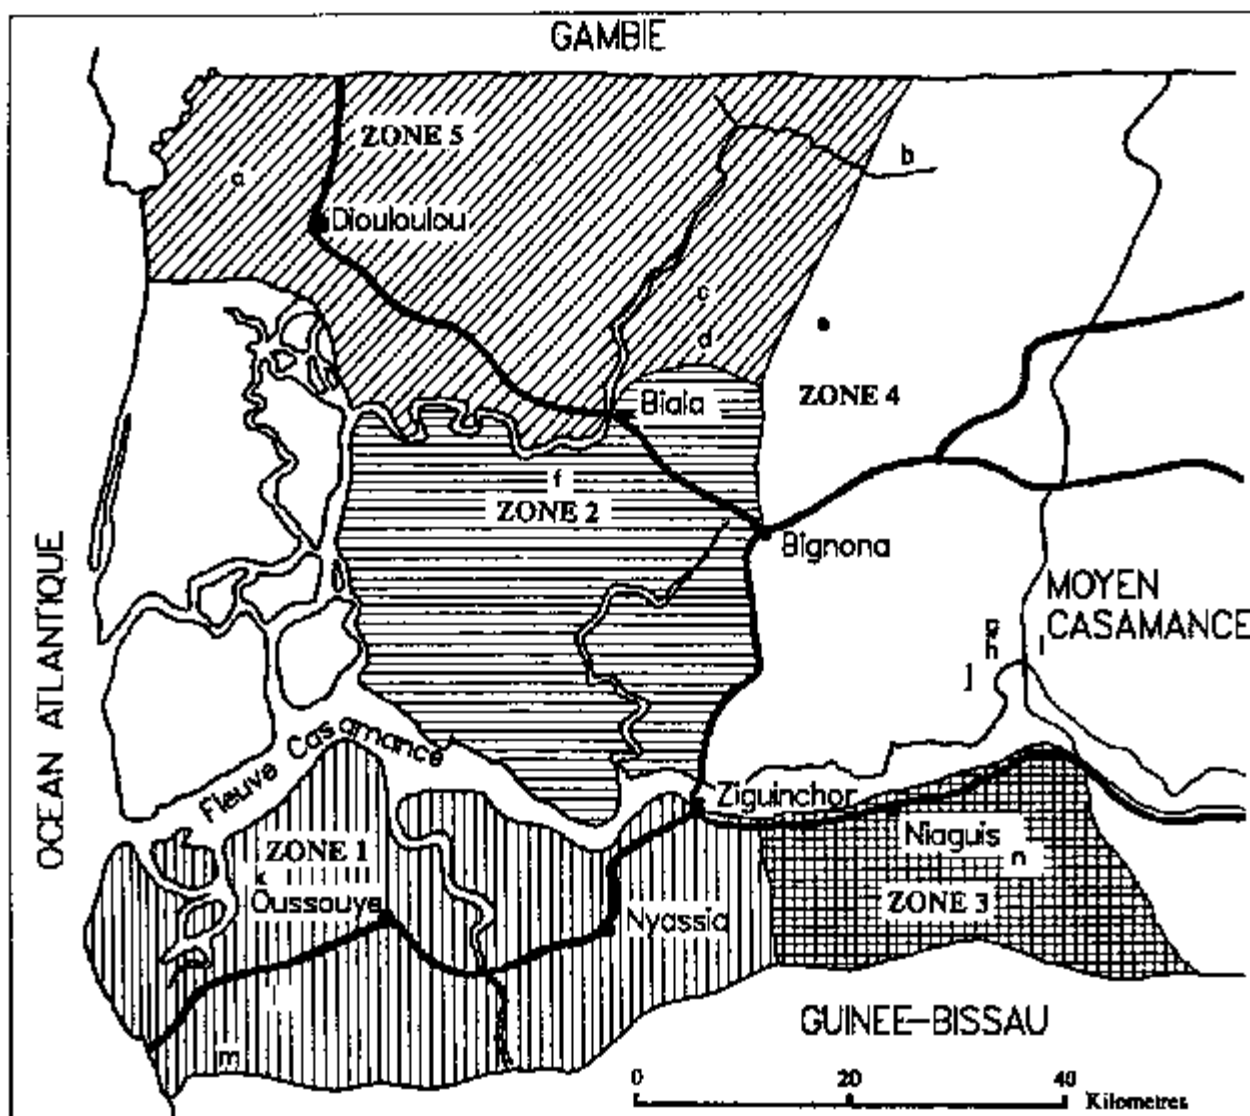 GAMBIE
ZONE 5
a
b
Diouloulou
c
d
Biala
ZONE 4
f
ZONE 2
Bignona
OCEAN ATLANTIQUE
MOYEN
CASAMANCE
g
h
i
j
Fleuve Casamance
Ziguinchor
Niaguis
n
ZONE 1
k
Oussouye
ZONE 3
Nyassia
GUINEE-BISSAU
m
0 20 40
Kilometres